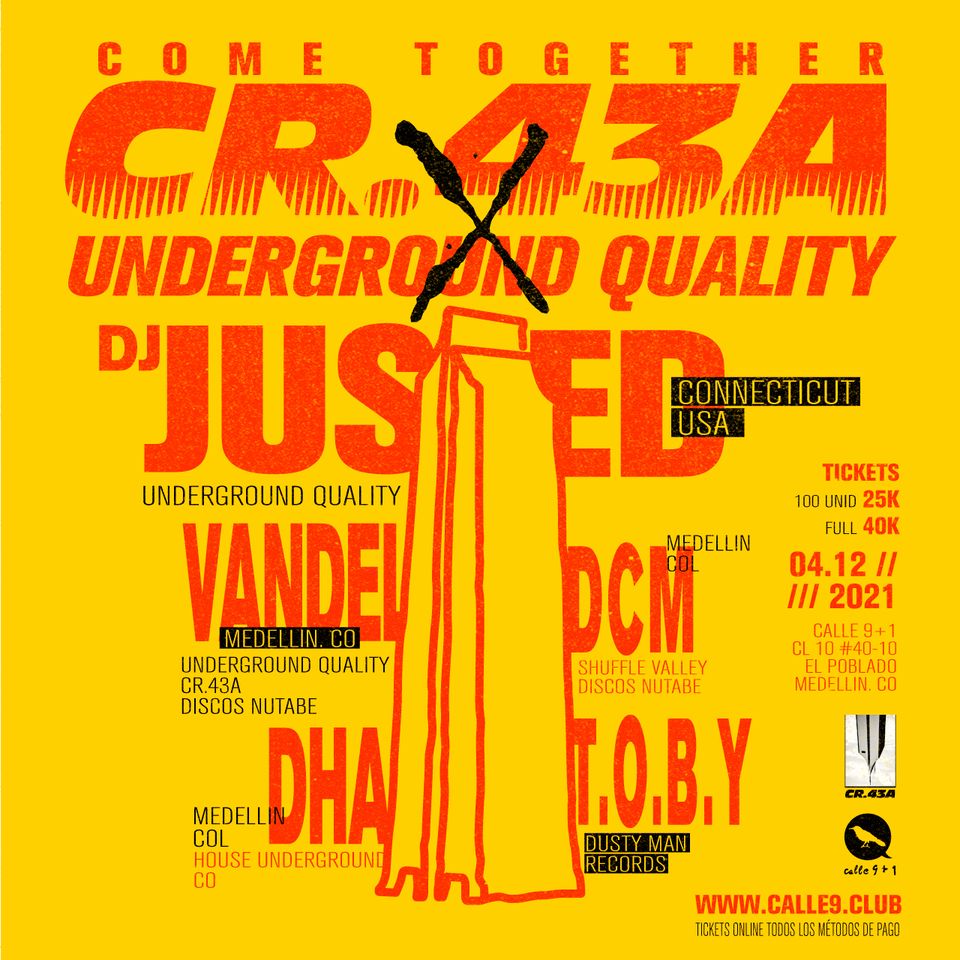 COME TOGETHER
CR.43A
X
UNDERGROUND QUALITY
DJ JUS ED
CONNECTICUT
USA
UNDERGROUND QUALITY
TICKETS
100 UNID 25K
FULL 40K
04.12 //
/// 2021
CALLE 9+1
CL 10 #40-10
EL POBLADO
MEDELLIN. CO
VANDEL
MEDELLIN. CO
UNDERGROUND QUALITY
CR.43A
DISCOS NUTABE
MEDELLIN
COL
DCM
SHUFFLE VALLEY
DISCOS NUTABE
DHA
MEDELLIN
COL
HOUSE UNDERGROUND
CO
T.O.B.Y
DUSTY MAN
RECORDS
CR.43A
calle 9+1
WWW.CALLE9.CLUB
TICKETS ONLINE TODOS LOS MÉTODOS DE PAGO